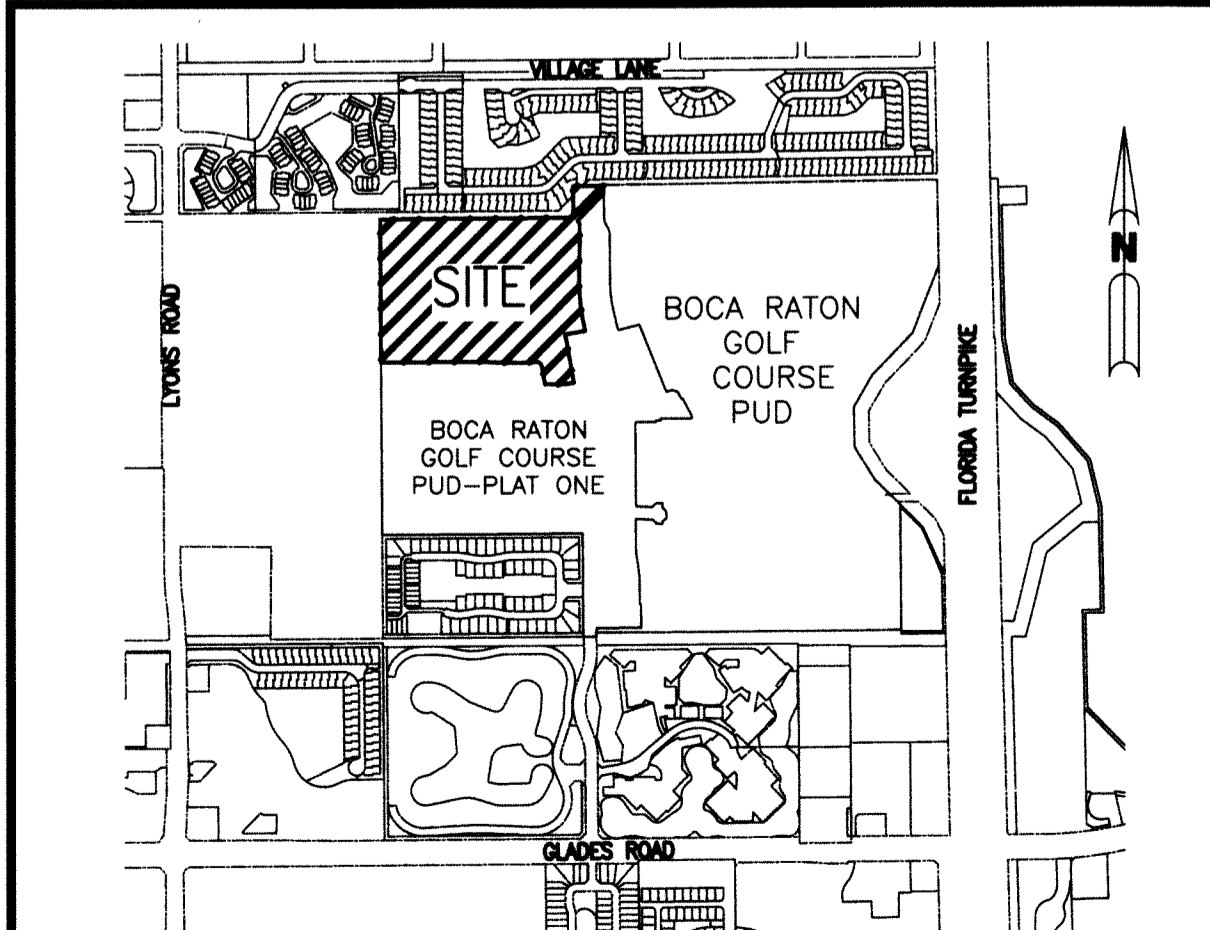 VILLAGE LANE
SITE
N
LYONS ROAD
BOCA RATON
GOLF
COURSE
PUD
FLORIDA TURNPIKE
BOCA RATON
GOLF COURSE
PUD-PLAT ONE
GLADES ROAD